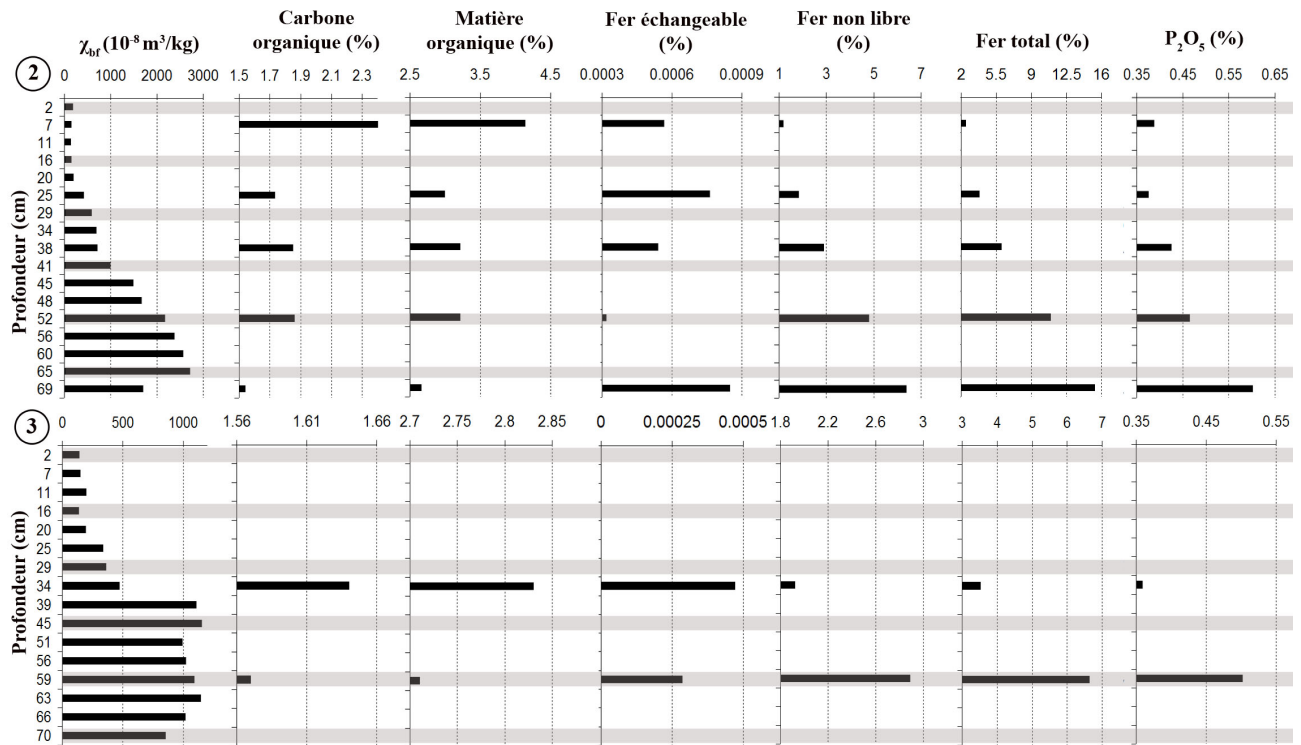 χbf (10-8 m3/kg)
Carbone
organique (%)
Matière
organique (%)
Fer échangeable
(%)
Fer non libre
(%)
Fer total (%)
P2O5 (%)
2
0 1000 2000 3000
1.5 1.7 1.9 2.1 2.3
2.5 3.5 4.5
0.0003 0.0006 0.0009
1 3 5 7
2 5.5 9 12.5 16
0.35 0.45 0.55 0.65
Profondeur (cm)
2
7
11
16
20
25
29
34
38
41
45
48
52
56
60
65
69
3
0 500 1000
1.56 1.61 1.66
2.7 2.75 2.8 2.85
0 0.00025 0.0005
1.8 2.2 2.6 3
3 4 5 6 7
0.35 0.45 0.55
Profondeur (cm)
2
7
11
16
20
25
29
34
39
45
51
56
59
63
66
70